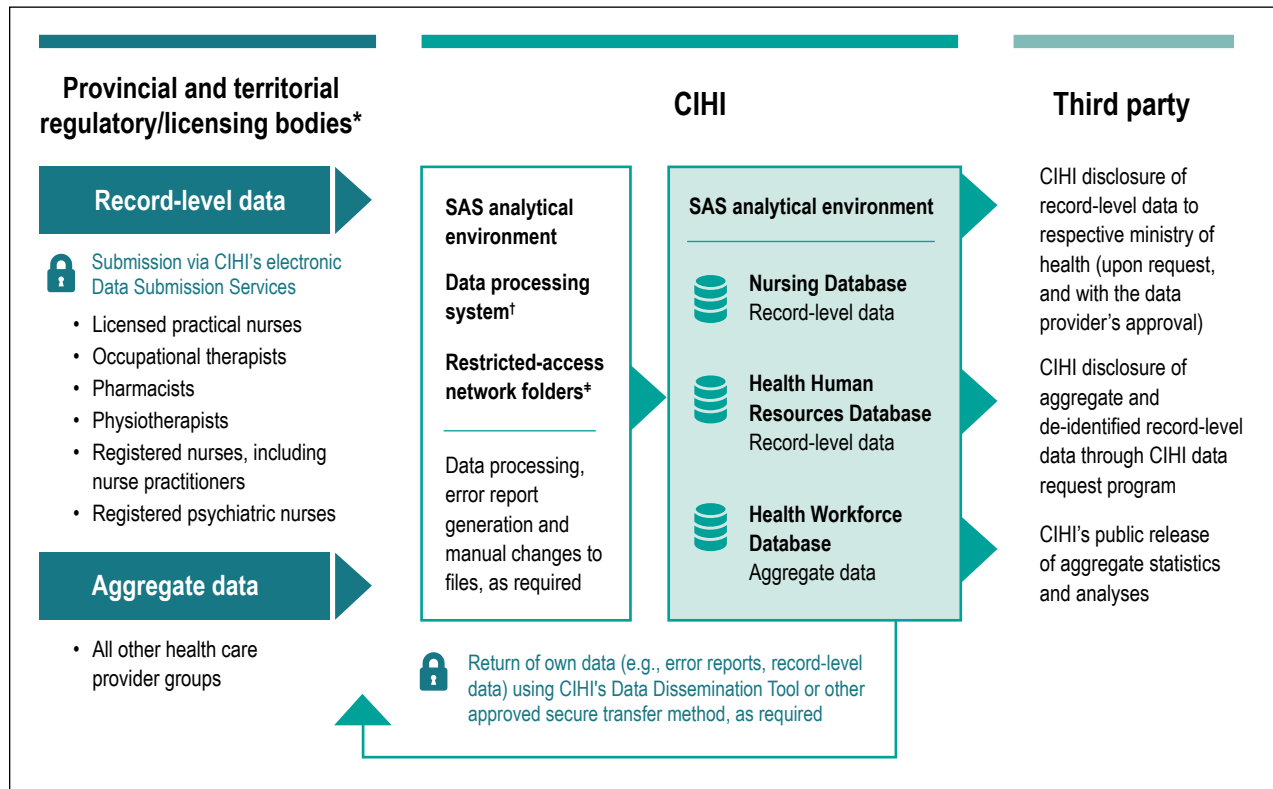 Provincial and territorial
regulatory/licensing bodies*
Record-level data
Submission via CIHI's electronic
Data Submission Services
• Licensed practical nurses
• Occupational therapists
• Pharmacists
• Physiotherapists
• Registered nurses, including
nurse practitioners
• Registered psychiatric nurses
Aggregate data
• All other health care
provider groups
CIHI
SAS analytical
environment
Data processing
system†
Restricted-access
network folders‡
Data processing,
error report
generation and
manual changes to
files, as required
SAS analytical environment
Nursing Database
Record-level data
Health Human
Resources Database
Record-level data
Health Workforce
Database
Aggregate data
Return of own data (e.g., error reports, record-level
data) using CIHI's Data Dissemination Tool or other
approved secure transfer method, as required
Third party
CIHI disclosure of
record-level data to
respective ministry of
health (upon request,
and with the data
provider's approval)
CIHI disclosure of
aggregate and
de-identified record-level
data through CIHI data
request program
CIHI's public release
of aggregate statistics
and analyses